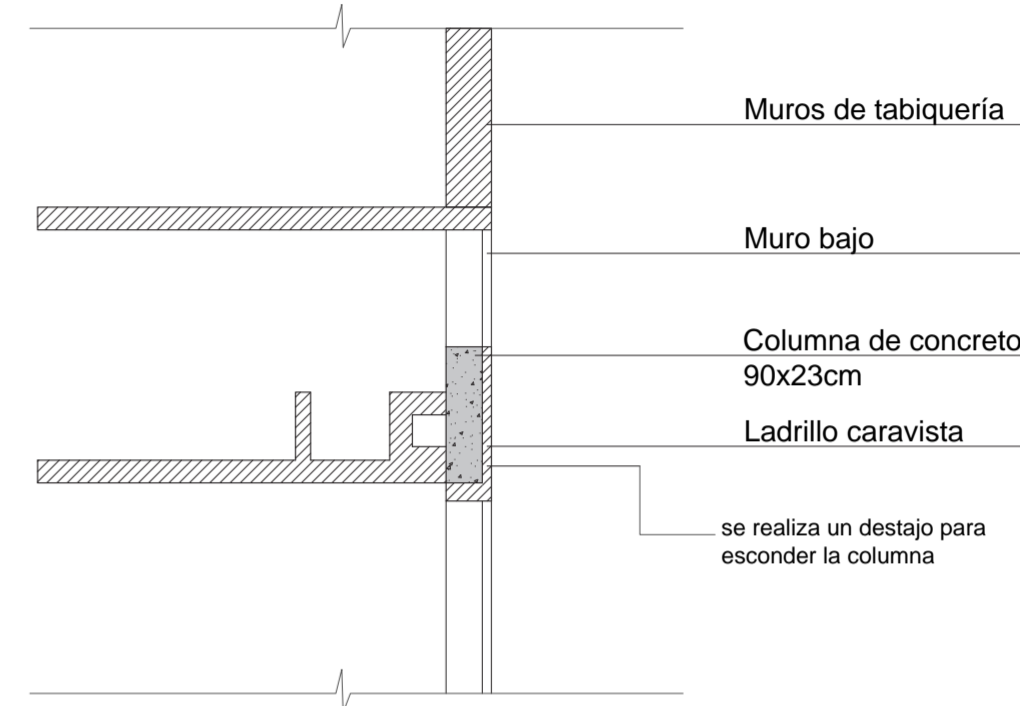 Muros de tabiquería
Muro bajo
Columna de concreto
90x23cm
Ladrillo caravista
se realiza un destajo para
esconder la columna